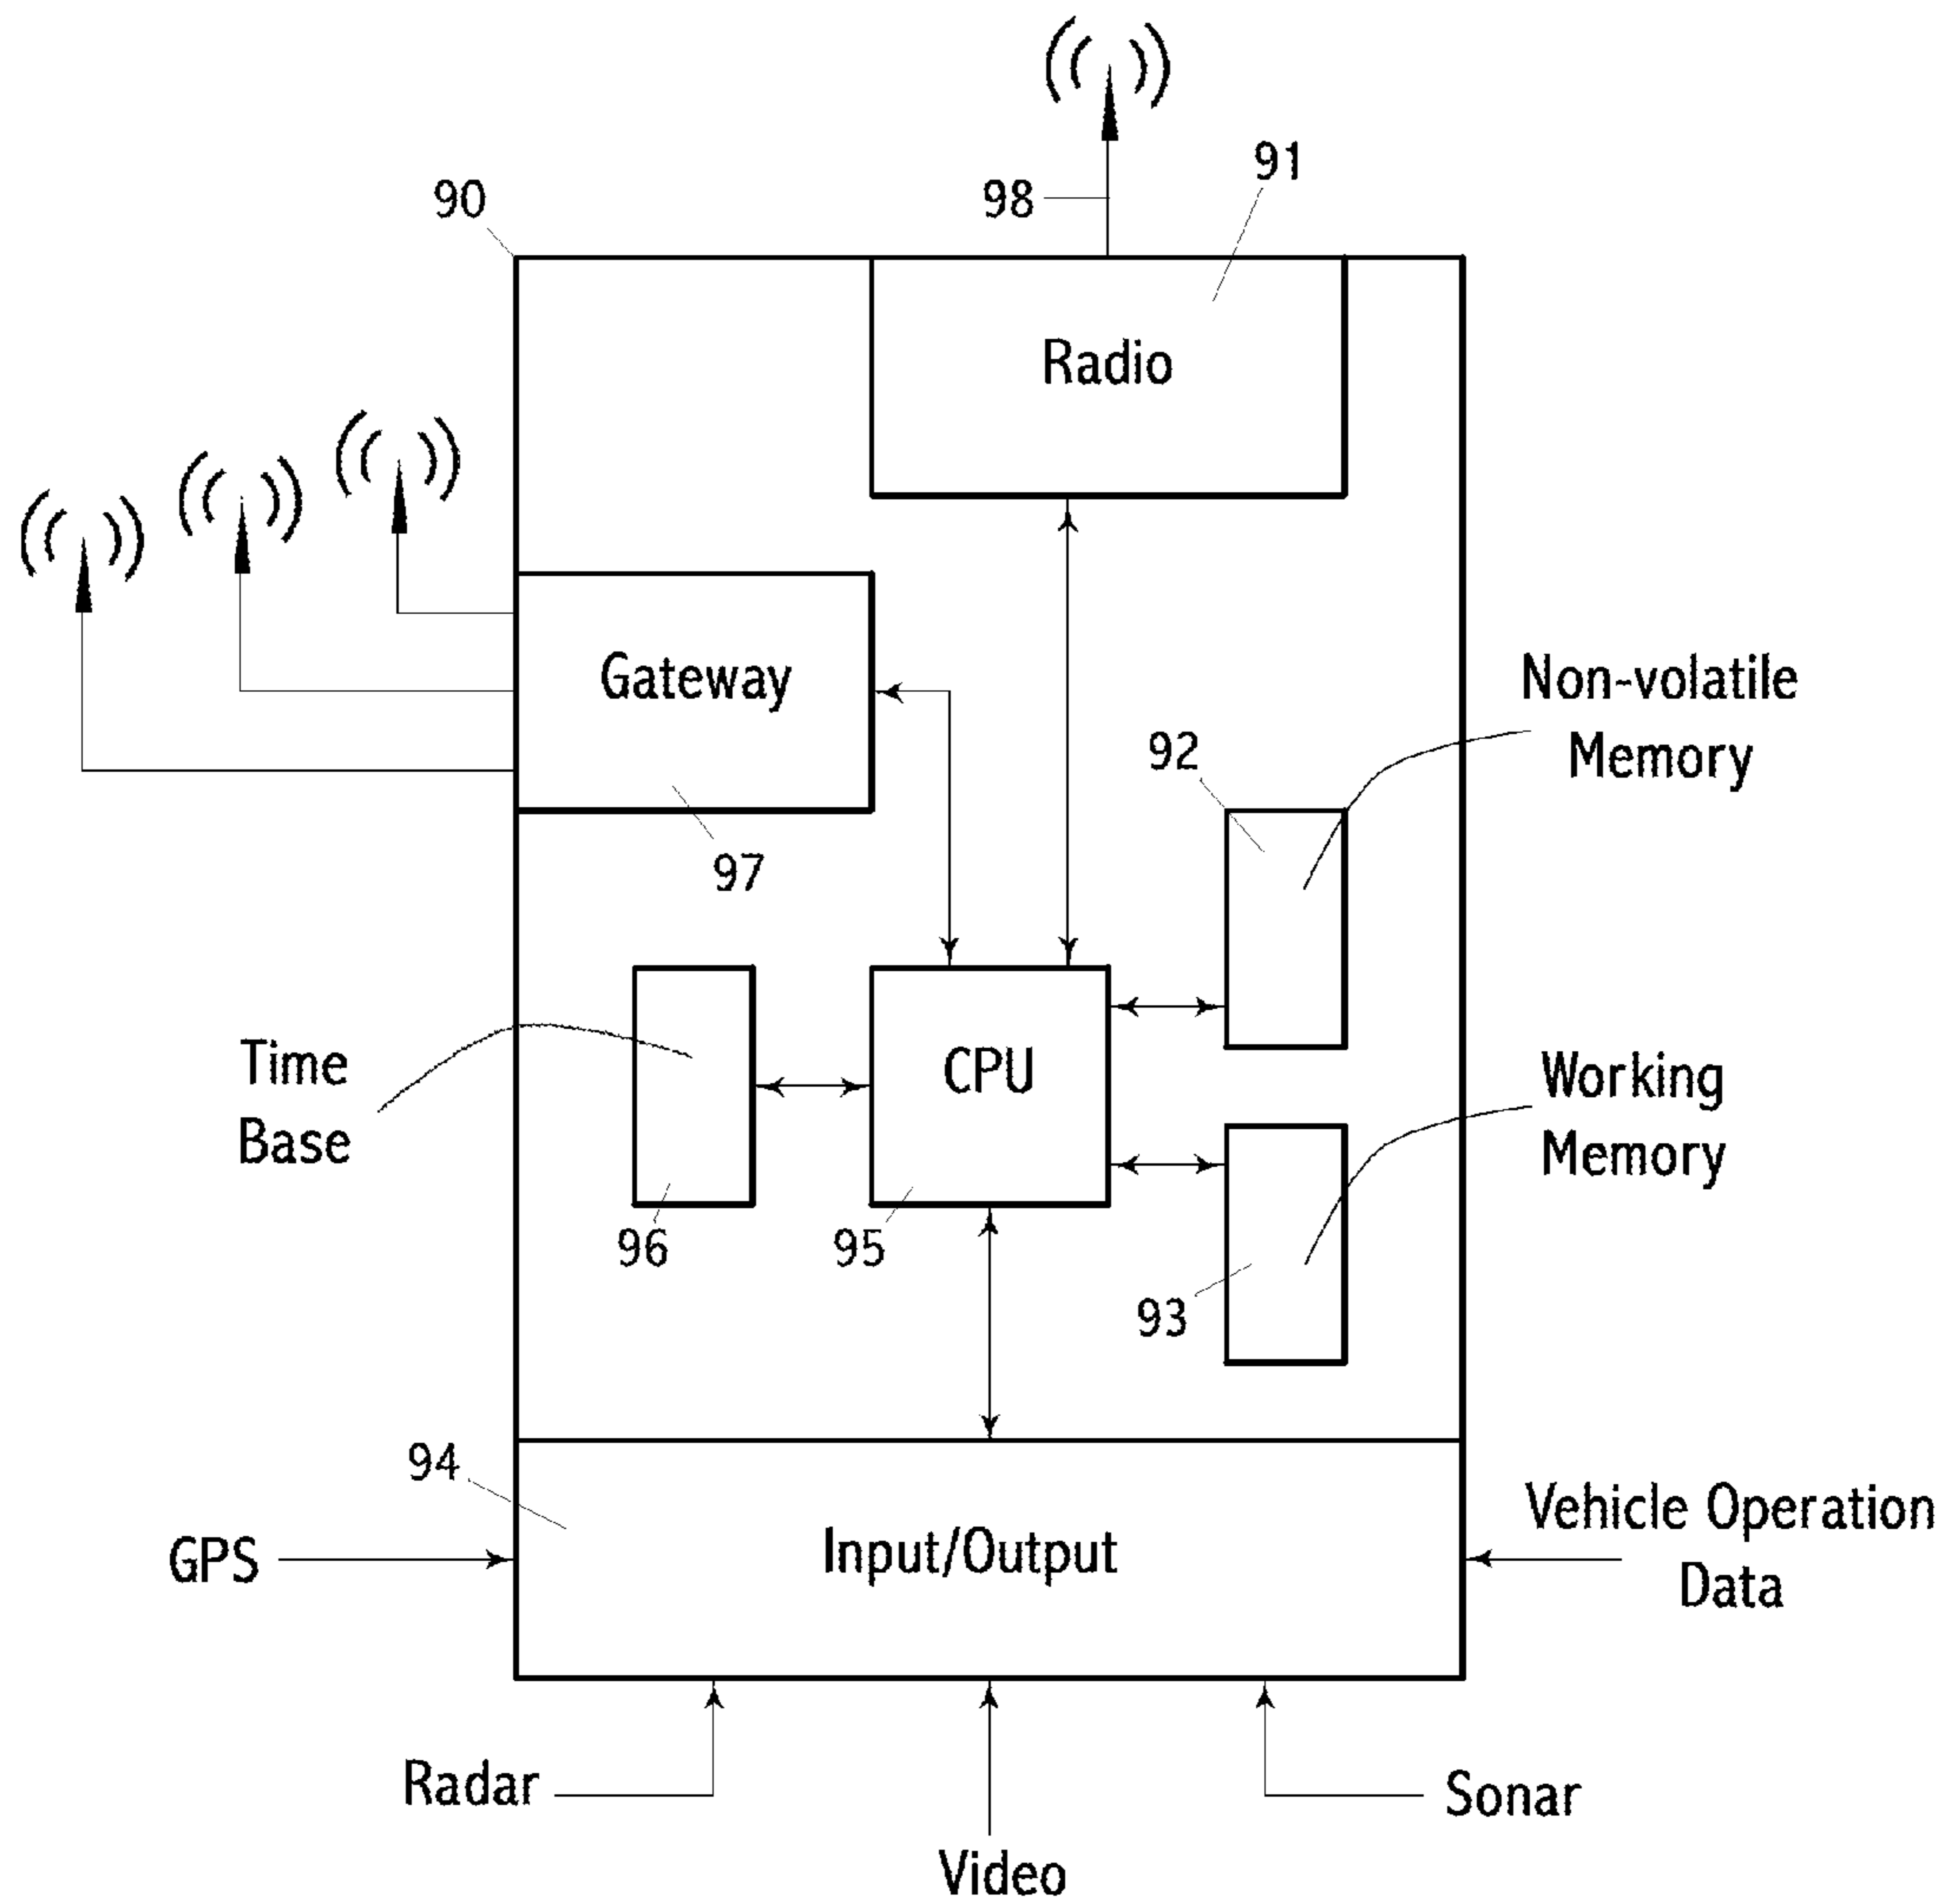 91
90
98
Radio
Non-volatile
Memory
Gateway
92
97
Time
Base
CPU
Working
Memory
96
95
93
94
Vehicle Operation
Data
GPS
Input/Output
Radar
Sonar
Video